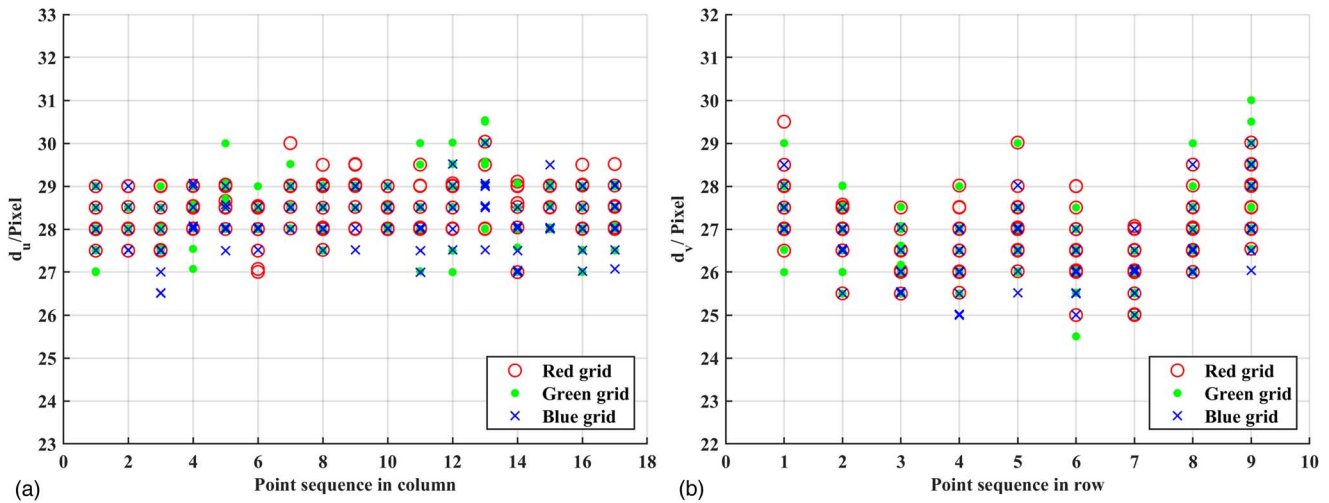 33
32
31
30
29
28
27
26
25
24
23
d_u/Pixel
0 2 4 6 8 10 12 14 16 18
Point sequence in column
Red grid
Green grid
Blue grid
(a)
32
31
30
29
28
27
26
25
24
23
22
d_v/ Pixel
0 1 2 3 4 5 6 7 8 9 10
Point sequence in row
Red grid
Green grid
Blue grid
(b)